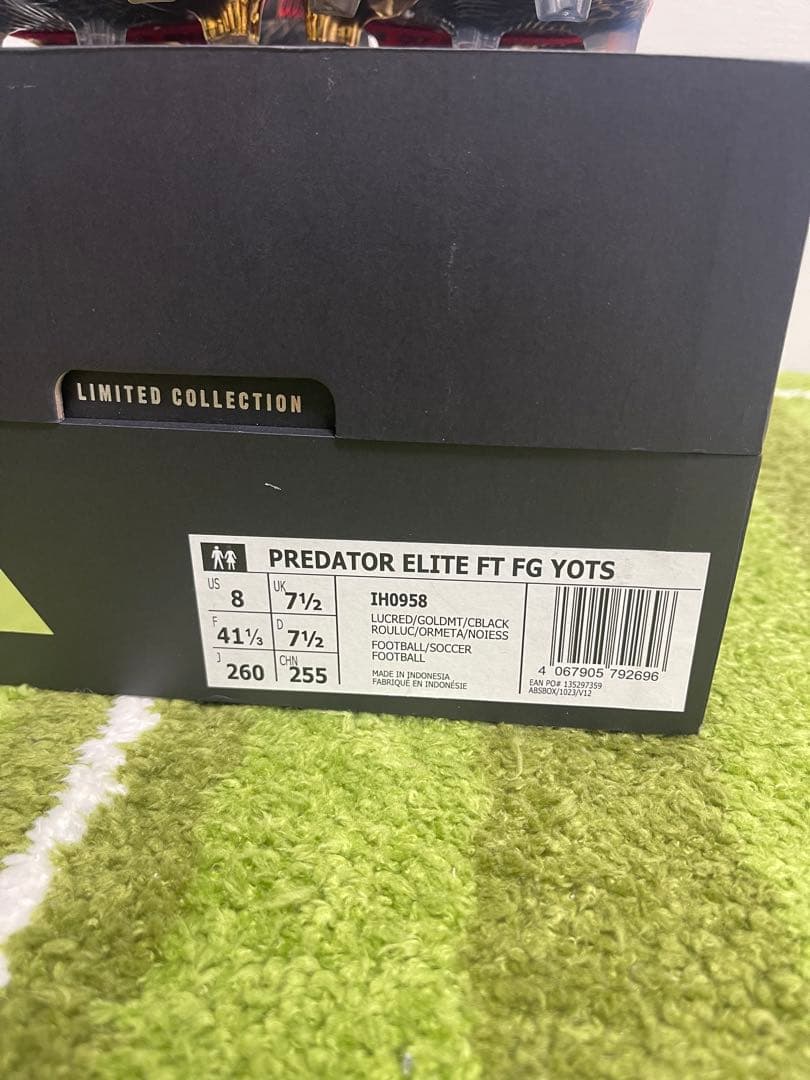 LIMITED COLLECTION
PREDATOR ELITE FT FG YOTS
US 8 UK 7½
F 41⅓ D 7½
J 260 CHN 255
IH0958
LUCRED/GOLDMT/CBLACK
ROULUC/ORMETA/NOIESS
FOOTBALL/SOCCER
FOOTBALL
MADE IN INDONESIA
FABRIQUÉ EN INDONÉSIE
4 067905 792696
EAN PO# 135297359
ABSBOX/1023/V12